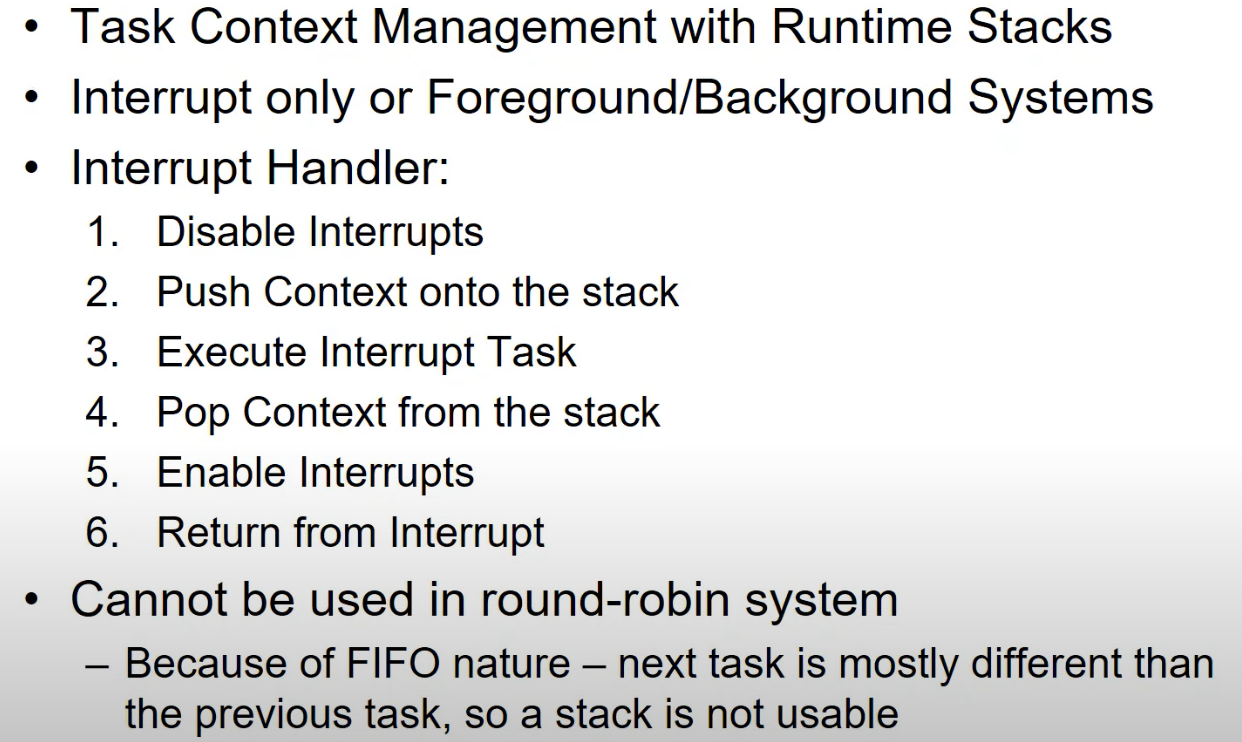 • Task Context Management with Runtime Stacks
• Interrupt only or Foreground/Background Systems
• Interrupt Handler:
1. Disable Interrupts
2. Push Context onto the stack
3. Execute Interrupt Task
4. Pop Context from the stack
5. Enable Interrupts
6. Return from Interrupt
• Cannot be used in round-robin system
– Because of FIFO nature – next task is mostly different than
the previous task, so a stack is not usable